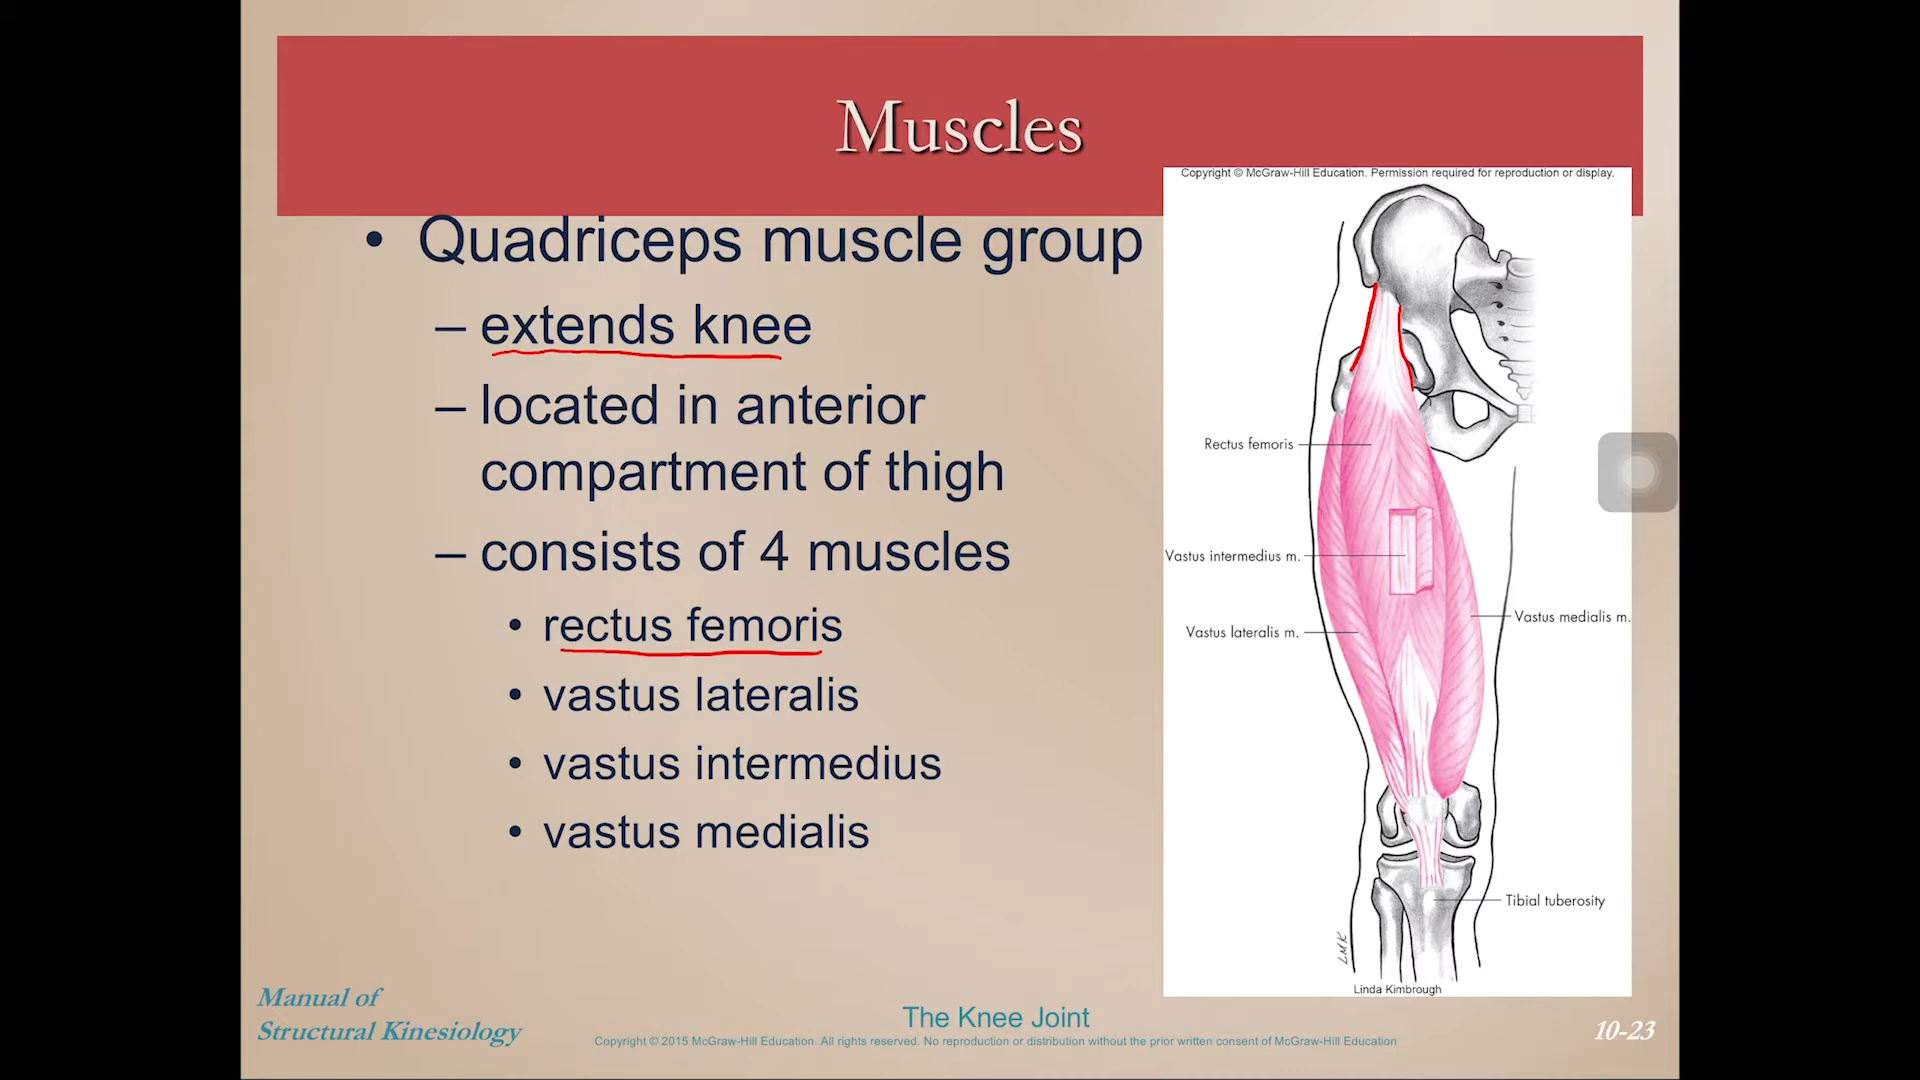 Muscles
Copyright © McGraw-Hill Education. Permission required for reproduction or display.
• Quadriceps muscle group
– extends knee
– located in anterior
compartment of thigh
– consists of 4 muscles
• rectus femoris
• vastus lateralis
• vastus intermedius
• vastus medialis
Rectus femoris
Vastus intermedius m.
Vastus medialis m.
Vastus lateralis m.
Tibial tuberosity
LMK
Linda Kimbrough
Manual of
Structural Kinesiology
The Knee Joint
Copyright © 2015 McGraw-Hill Education. All rights reserved. No reproduction or distribution without the prior written consent of McGraw-Hill Education
10-23